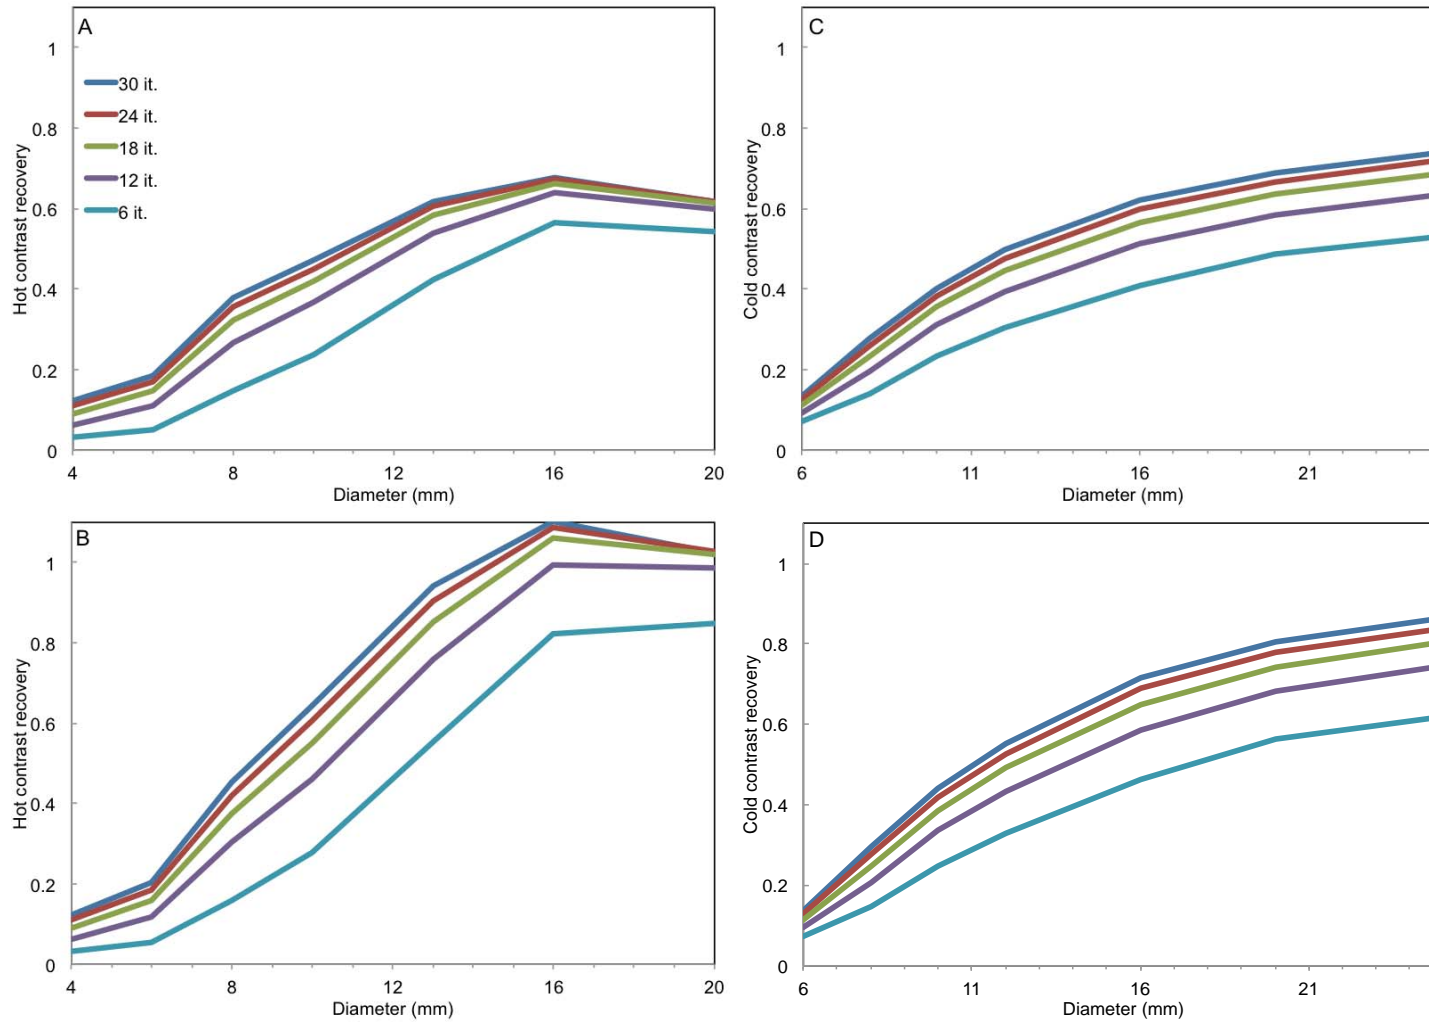 A
1
0.8
0.6
0.4
0.2
0
Hot contrast recovery
30 it.
24 it.
18 it.
12 it.
6 it.
4 8 12 16 20
Diameter (mm)
C
1
0.8
0.6
0.4
0.2
0
Cold contrast recovery
6 11 16 21
Diameter (mm)
B
1
0.8
0.6
0.4
0.2
0
Hot contrast recovery
4 8 12 16 20
Diameter (mm)
D
1
0.8
0.6
0.4
0.2
0
Cold contrast recovery
6 11 16 21
Diameter (mm)